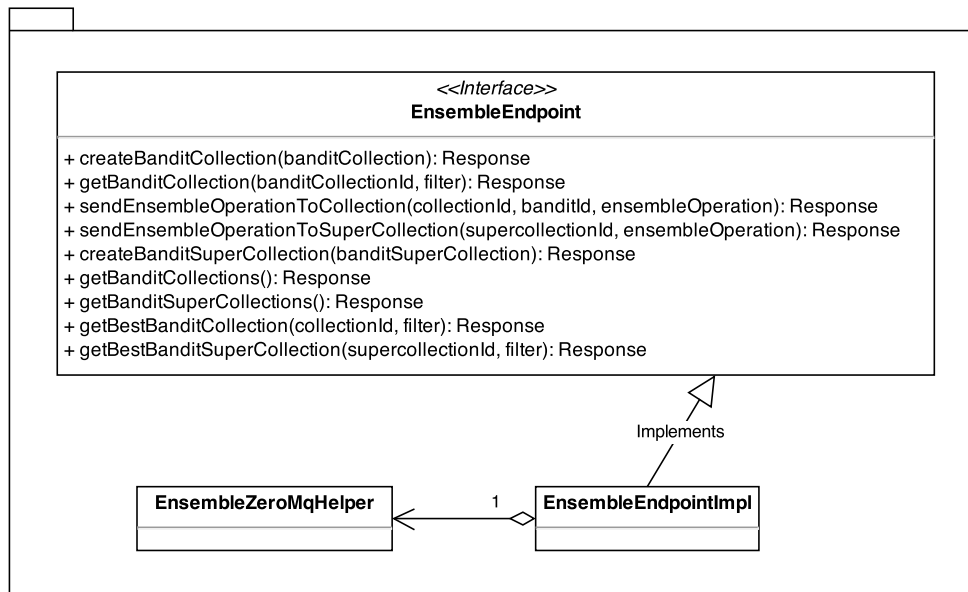 <<Interface>>
EnsembleEndpoint
+ createBanditCollection(banditCollection): Response
+ getBanditCollection(banditCollectionId, filter): Response
+ sendEnsembleOperationToCollection(collectionId, banditId, ensembleOperation): Response
+ sendEnsembleOperationToSuperCollection(supercollectionId, ensembleOperation): Response
+ createBanditSuperCollection(banditSuperCollection): Response
+ getBanditCollections(): Response
+ getBanditSuperCollections(): Response
+ getBestBanditCollection(collectionId, filter): Response
+ getBestBanditSuperCollection(supercollectionId, filter): Response
Implements
EnsembleZeroMqHelper
1
EnsembleEndpointImpl